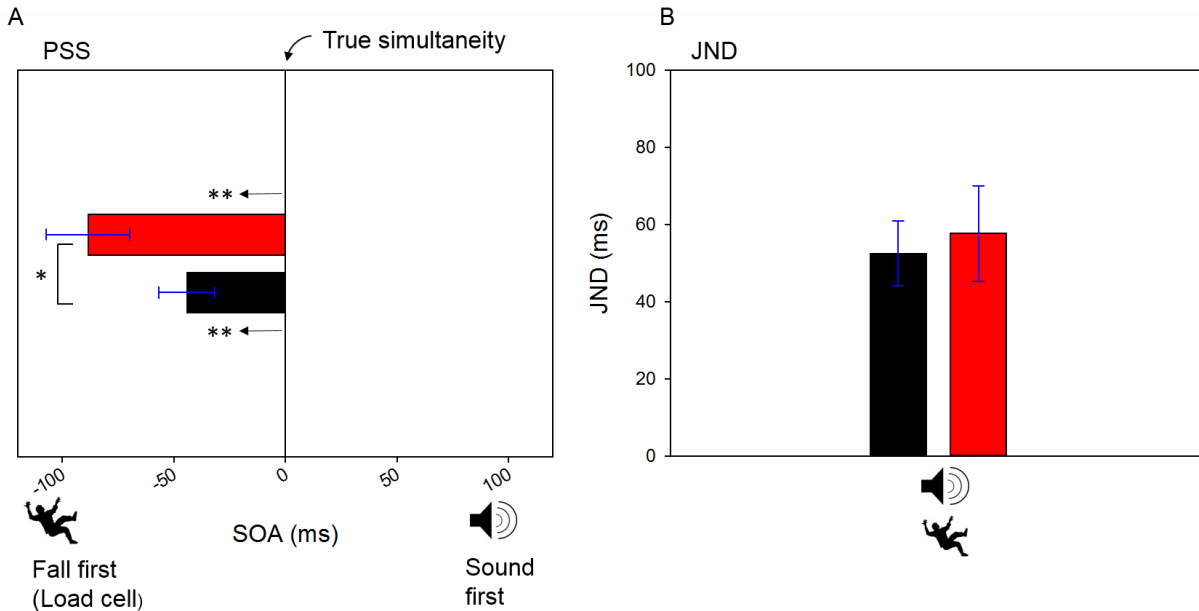 A
PSS
True simultaneity
**
*
**
-100
-50
0
50
100
SOA (ms)
Fall first
(Load cell)
Sound
first
B
JND
100
80
60
40
20
0
JND (ms)